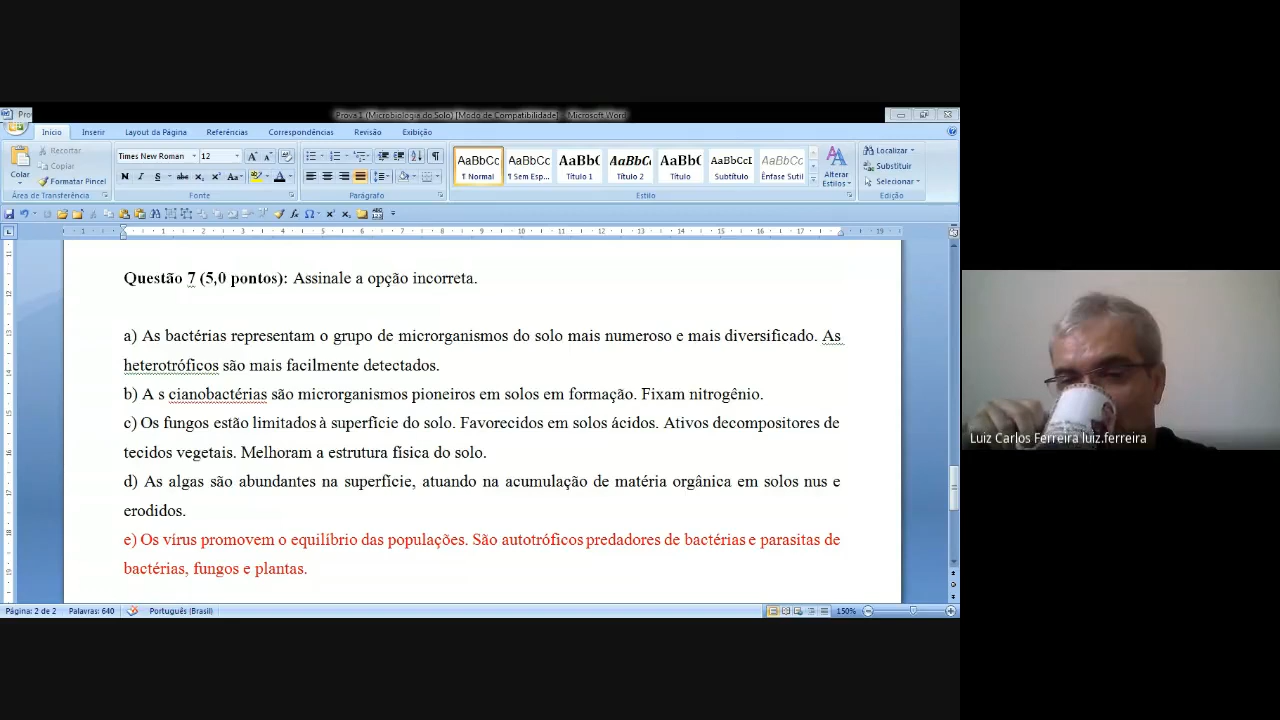 Prova 1 (Microbiologia do Solo) [Modo de Compatibilidade] - Microsoft Word
Pro
Início Inserir Layout da Página Referências Correspondências Revisão Exibição
Colar
Recortar
Copiar
Formatar Pincel
Área de Transferência
Times New Roman 12
N I S abc x₂ x² Aa
Fonte
Parágrafo
AaBbCc AaBbCc AaBbC AaBbCc AaBbC AaBbCcI AaBbCc
¶ Normal ¶ Sem Esp... Título 1 Título 2 Título Subtítulo Ênfase Sutil
Alterar Estilos
Estilo
Localizar
Substituir
Selecionar
Edição
Questão 7 (5,0 pontos): Assinale a opção incorreta.
a) As bactérias representam o grupo de microrganismos do solo mais numeroso e mais diversificado. As
heterotróficos são mais facilmente detectados.
b) A s cianobactérias são microrganismos pioneiros em solos em formação. Fixam nitrogênio.
c) Os fungos estão limitados à superfície do solo. Favorecidos em solos ácidos. Ativos decompositores de
tecidos vegetais. Melhoram a estrutura física do solo.
d) As algas são abundantes na superfície, atuando na acumulação de matéria orgânica em solos nus e
erodidos.
e) Os vírus promovem o equilíbrio das populações. São autotróficos predadores de bactérias e parasitas de
bactérias, fungos e plantas.
Página: 2 de 2 Palavras: 640 Português (Brasil) 150%
Luiz Carlos Ferreira luiz.ferreira